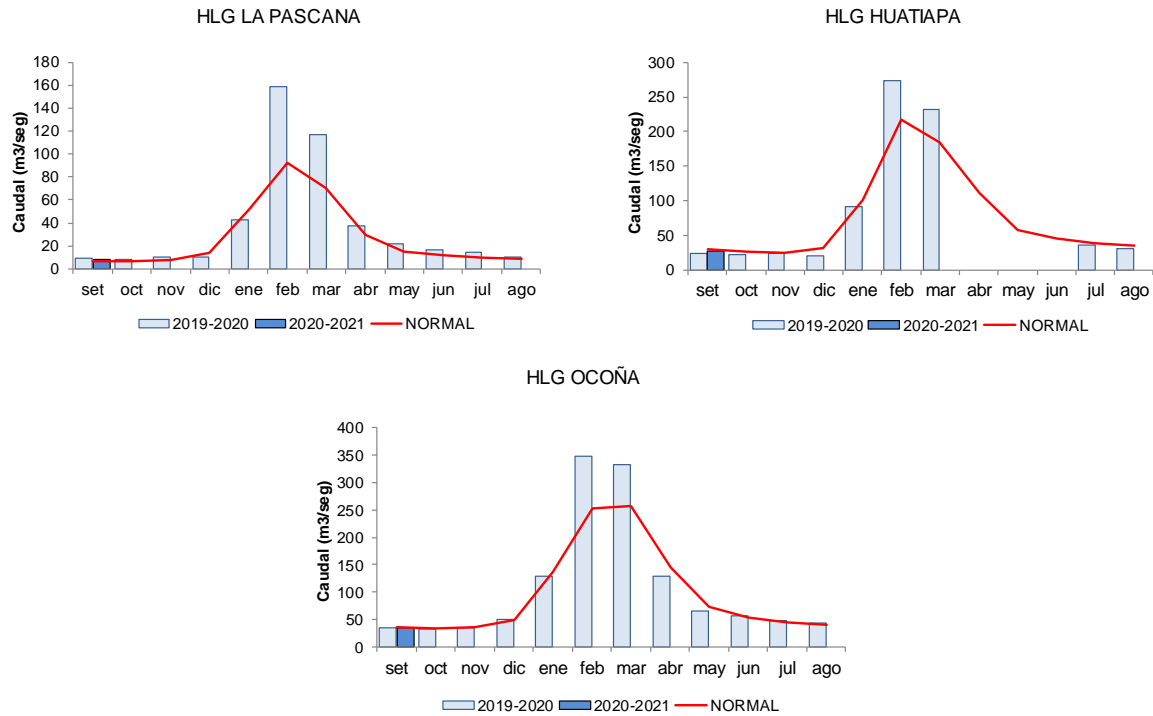 HLG LA PASCANA
Caudal (m3/seg)
180
160
140
120
100
80
60
40
20
0
set oct nov dic ene feb mar abr may jun jul ago
2019-2020 2020-2021 NORMAL
HLG HUATIAPA
Caudal (m3/seg)
300
250
200
150
100
50
0
set oct nov dic ene feb mar abr may jun jul ago
2019-2020 2020-2021 NORMAL
HLG OCOÑA
Caudal (m3/seg)
400
350
300
250
200
150
100
50
0
set oct nov dic ene feb mar abr may jun jul ago
2019-2020 2020-2021 NORMAL